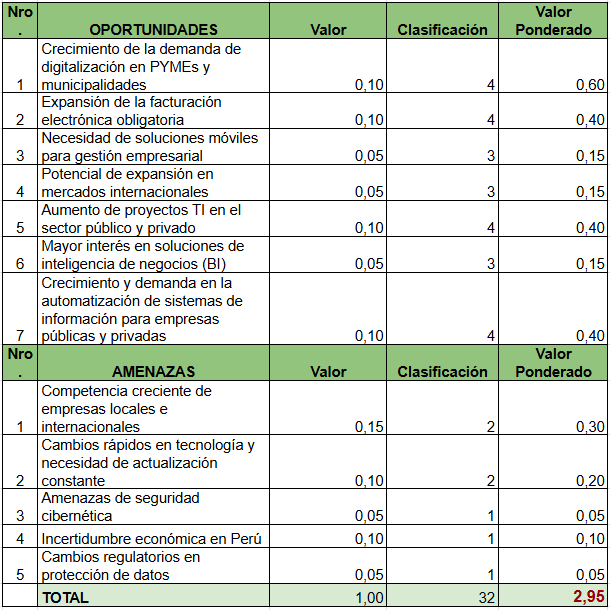 Nro
. OPORTUNIDADES Valor Clasificación Valor
Ponderado
Crecimiento de la demanda de
digitalización en PYMEs y
1 municipalidades 0,10 4 0,60
Expansión de la facturación
2 electrónica obligatoria 0,10 4 0,40
Necesidad de soluciones móviles
3 para gestión empresarial 0,05 3 0,15
Potencial de expansión en
4 mercados internacionales 0,05 3 0,15
Aumento de proyectos TI en el
5 sector público y privado 0,10 4 0,40
Mayor interés en soluciones de
6 inteligencia de negocios (BI) 0,05 3 0,15
Crecimiento y demanda en la
automatización de sistemas de
información para empresas
7 públicas y privadas 0,10 4 0,40
Nro
. AMENAZAS Valor Clasificación Valor
Ponderado
Competencia creciente de
empresas locales e
1 internacionales 0,15 2 0,30
Cambios rápidos en tecnología y
necesidad de actualización
2 constante 0,10 2 0,20
Amenazas de seguridad
3 cibernética 0,05 1 0,05
4 Incertidumbre económica en Perú 0,10 1 0,10
Cambios regulatorios en
5 protección de datos 0,05 1 0,05
TOTAL 1,00 32 2,95